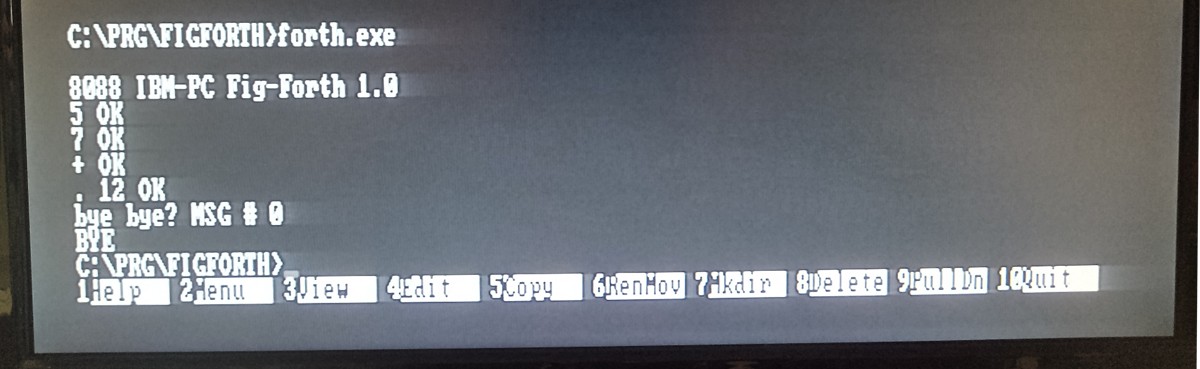 C:\PRG\FIGFORTH>forth.exe
8088 IBM-PC Fig-Forth 1.0
5 OK
7 OK
+ OK
. 12 OK
bye bye? MSG # 0
BYE
C:\PRG\FIGFORTH>
1Help 2Menu 3View 4Edit 5Copy 6RenMov 7Mkdir 8Delete 9PullDn 10Quit